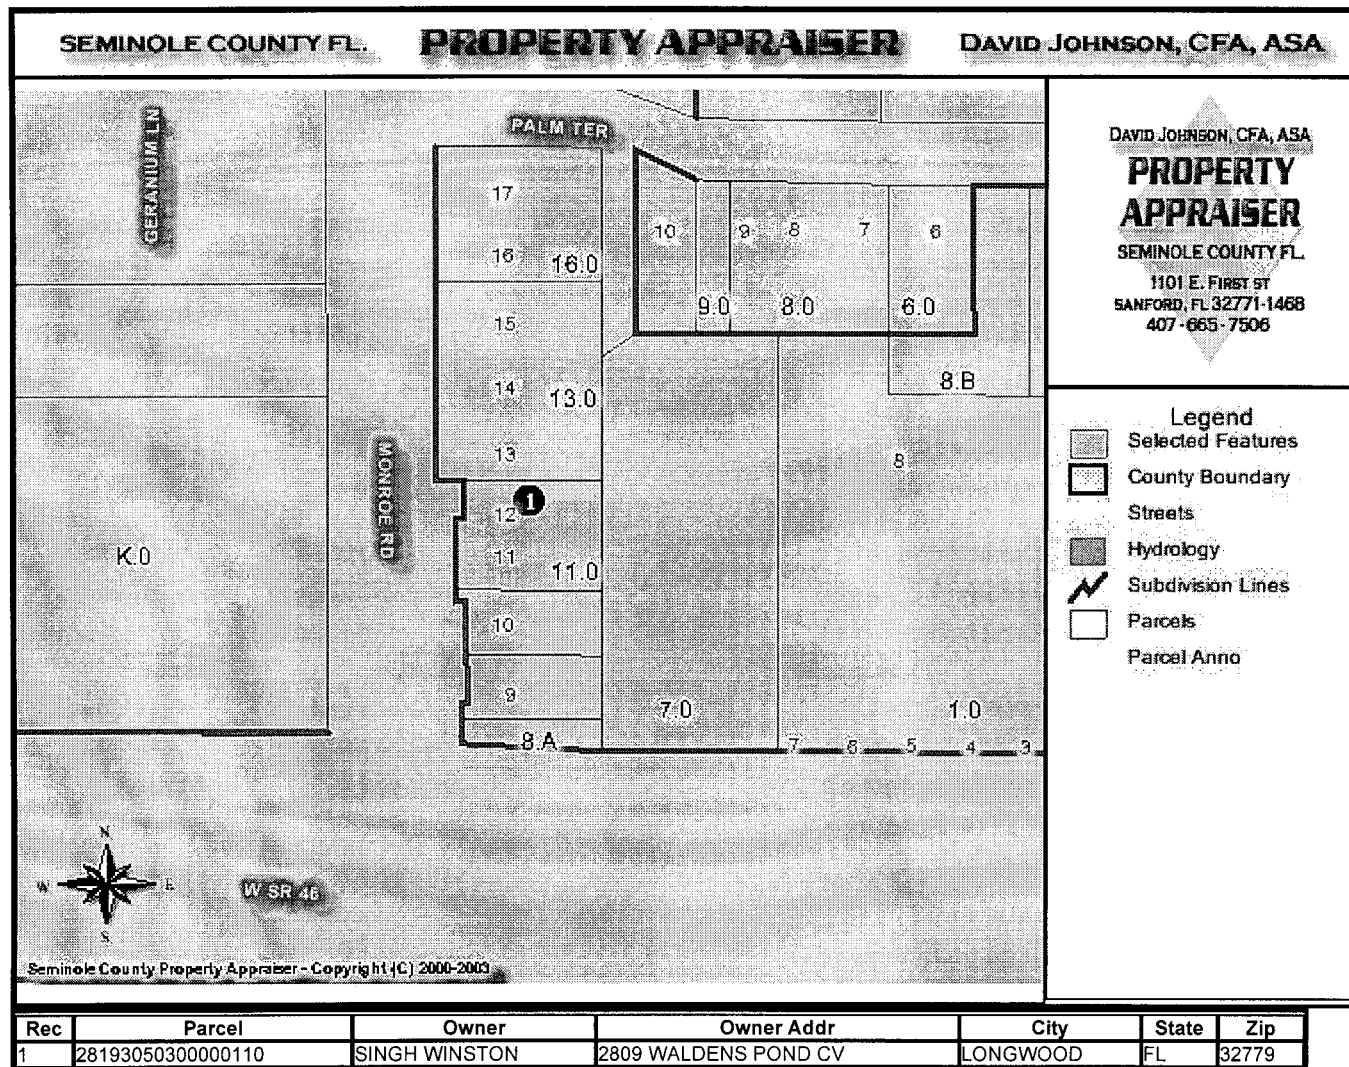 SEMINOLE COUNTY FL. PROPERTY APPRAISER DAVID JOHNSON, CFA, ASA
GERANIUM LN
PALM TER
17
16 16.0
15
14 13.0
13
12 1
11 11.0
10
9
8.A
10 9 8 7 6
9.0 8.0 6.0
8.B
8
MONROE RD
K.0
7.0 1.0
7 6 5 4 3
N
W E
S
W SR 46
Seminole County Property Appraiser - Copyright (C) 2000-2003
DAVID JOHNSON, CFA, ASA
PROPERTY
APPRAISER
SEMINOLE COUNTY FL.
1101 E. FIRST ST
SANFORD, FL 32771-1468
407-665-7506
Legend
Selected Features
County Boundary
Streets
Hydrology
Subdivision Lines
Parcels
Parcel Anno
Rec Parcel Owner Owner Addr City State Zip
1 28193050300000110 SINGH WINSTON 2809 WALDENS POND CV LONGWOOD FL 32779